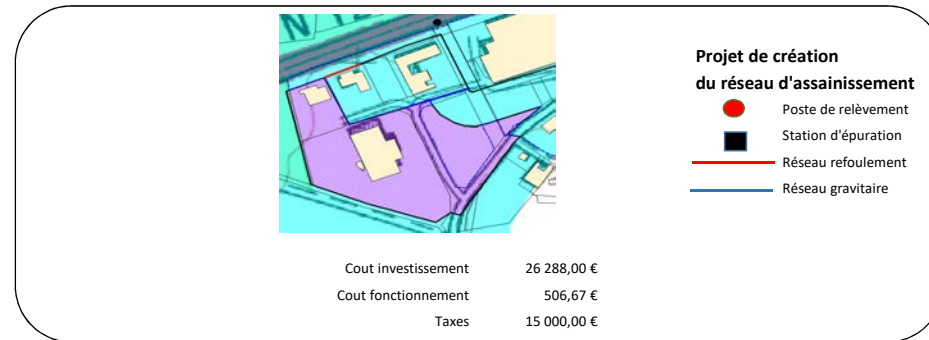 N 12
Projet de création
du réseau d'assainissement
Poste de relèvement
Station d'épuration
Réseau refoulement
Réseau gravitaire
Cout investissement 26 288,00 €
Cout fonctionnement 506,67 €
Taxes 15 000,00 €